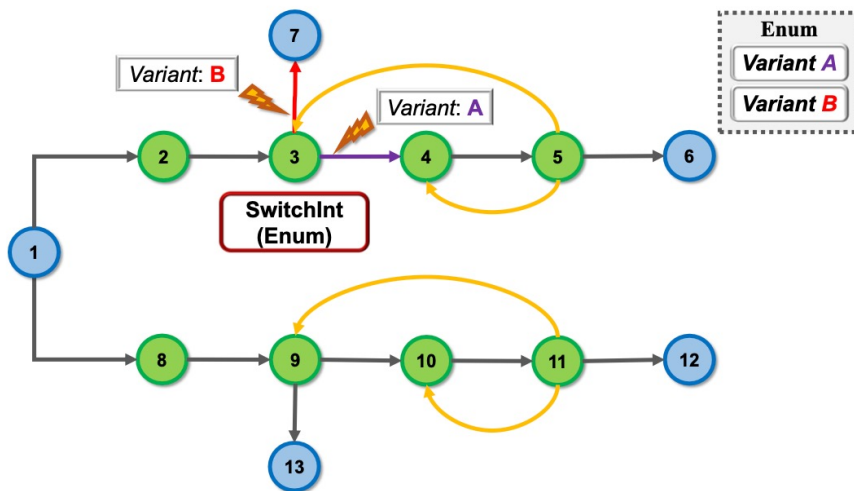 7
Enum
Variant A
Variant B
Variant: B
Variant: A
2
3
4
5
6
SwitchInt
(Enum)
1
8
9
10
11
12
13